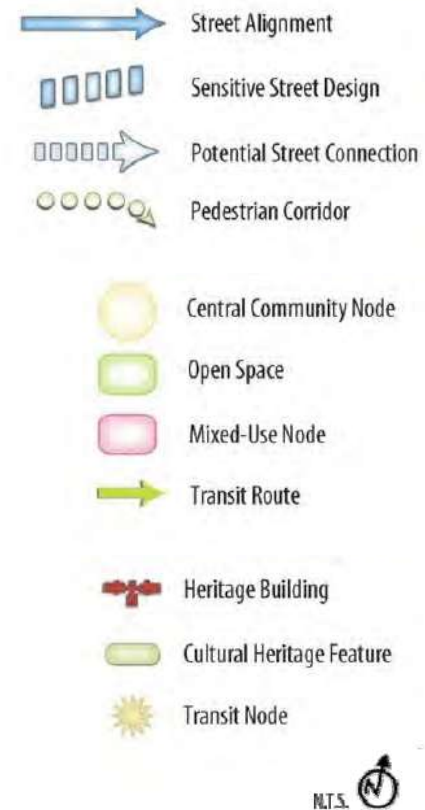 Street Alignment
Sensitive Street Design
Potential Street Connection
Pedestrian Corridor
Central Community Node
Open Space
Mixed-Use Node
Transit Route
Heritage Building
Cultural Heritage Feature
Transit Node
N.T.S. N